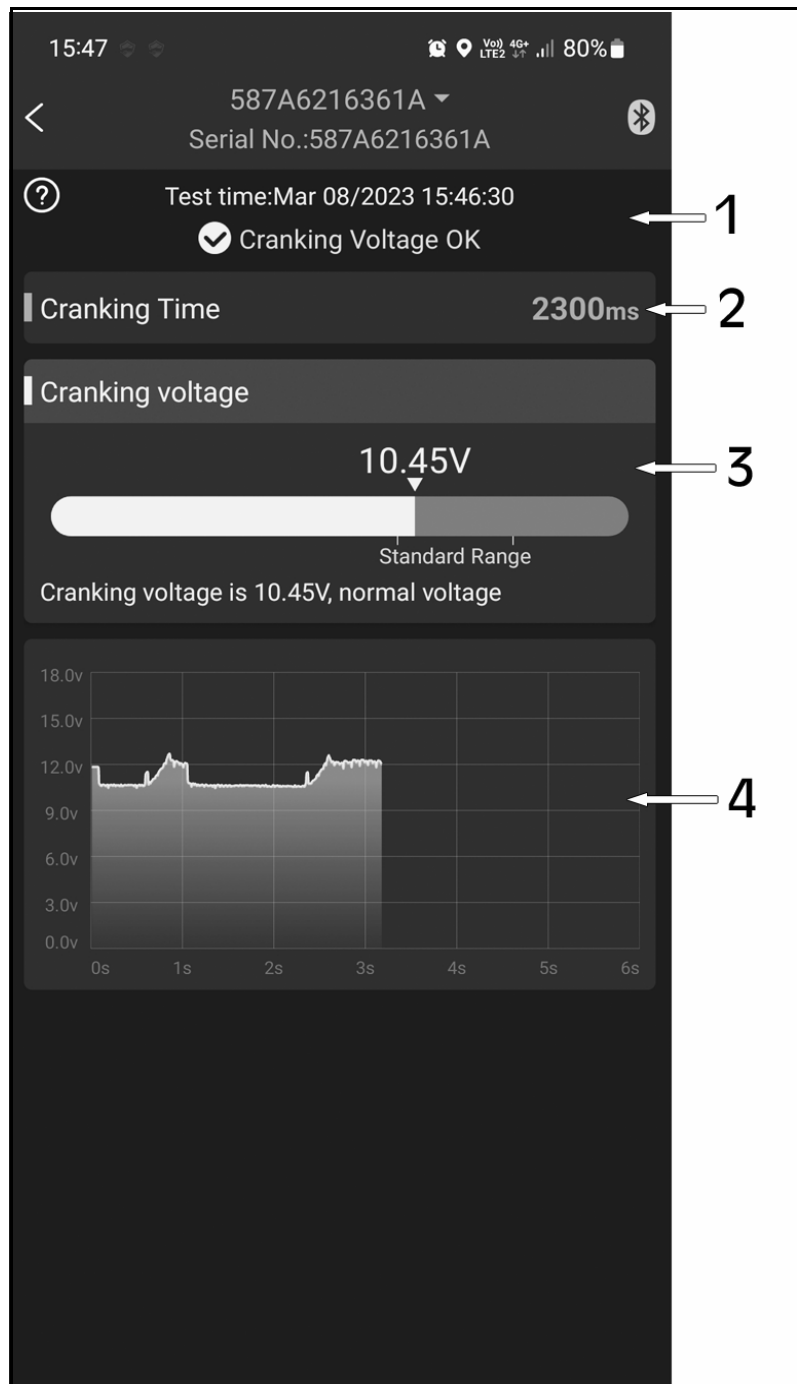 15:47 Vo)) LTE2 4G+ 80%
587A6216361A
Serial No.:587A6216361A
? Test time:Mar 08/2023 15:46:30
1
Cranking Voltage OK
Cranking Time 2300ms 2
Cranking voltage
10.45V 3
Standard Range
Cranking voltage is 10.45V, normal voltage
18.0v
15.0v
12.0v
9.0v 4
6.0v
3.0v
0.0v
0s 1s 2s 3s 4s 5s 6s